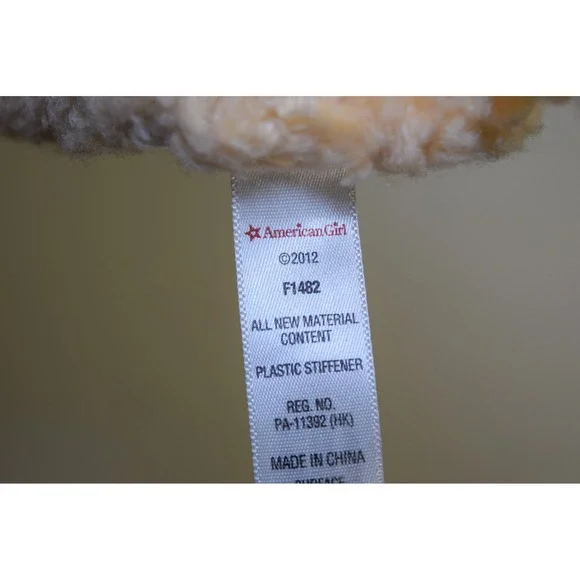 AmericanGirl
©2012
F1482
ALL NEW MATERIAL
CONTENT
PLASTIC STIFFENER
REG. NO.
PA-11392 (HK)
MADE IN CHINA